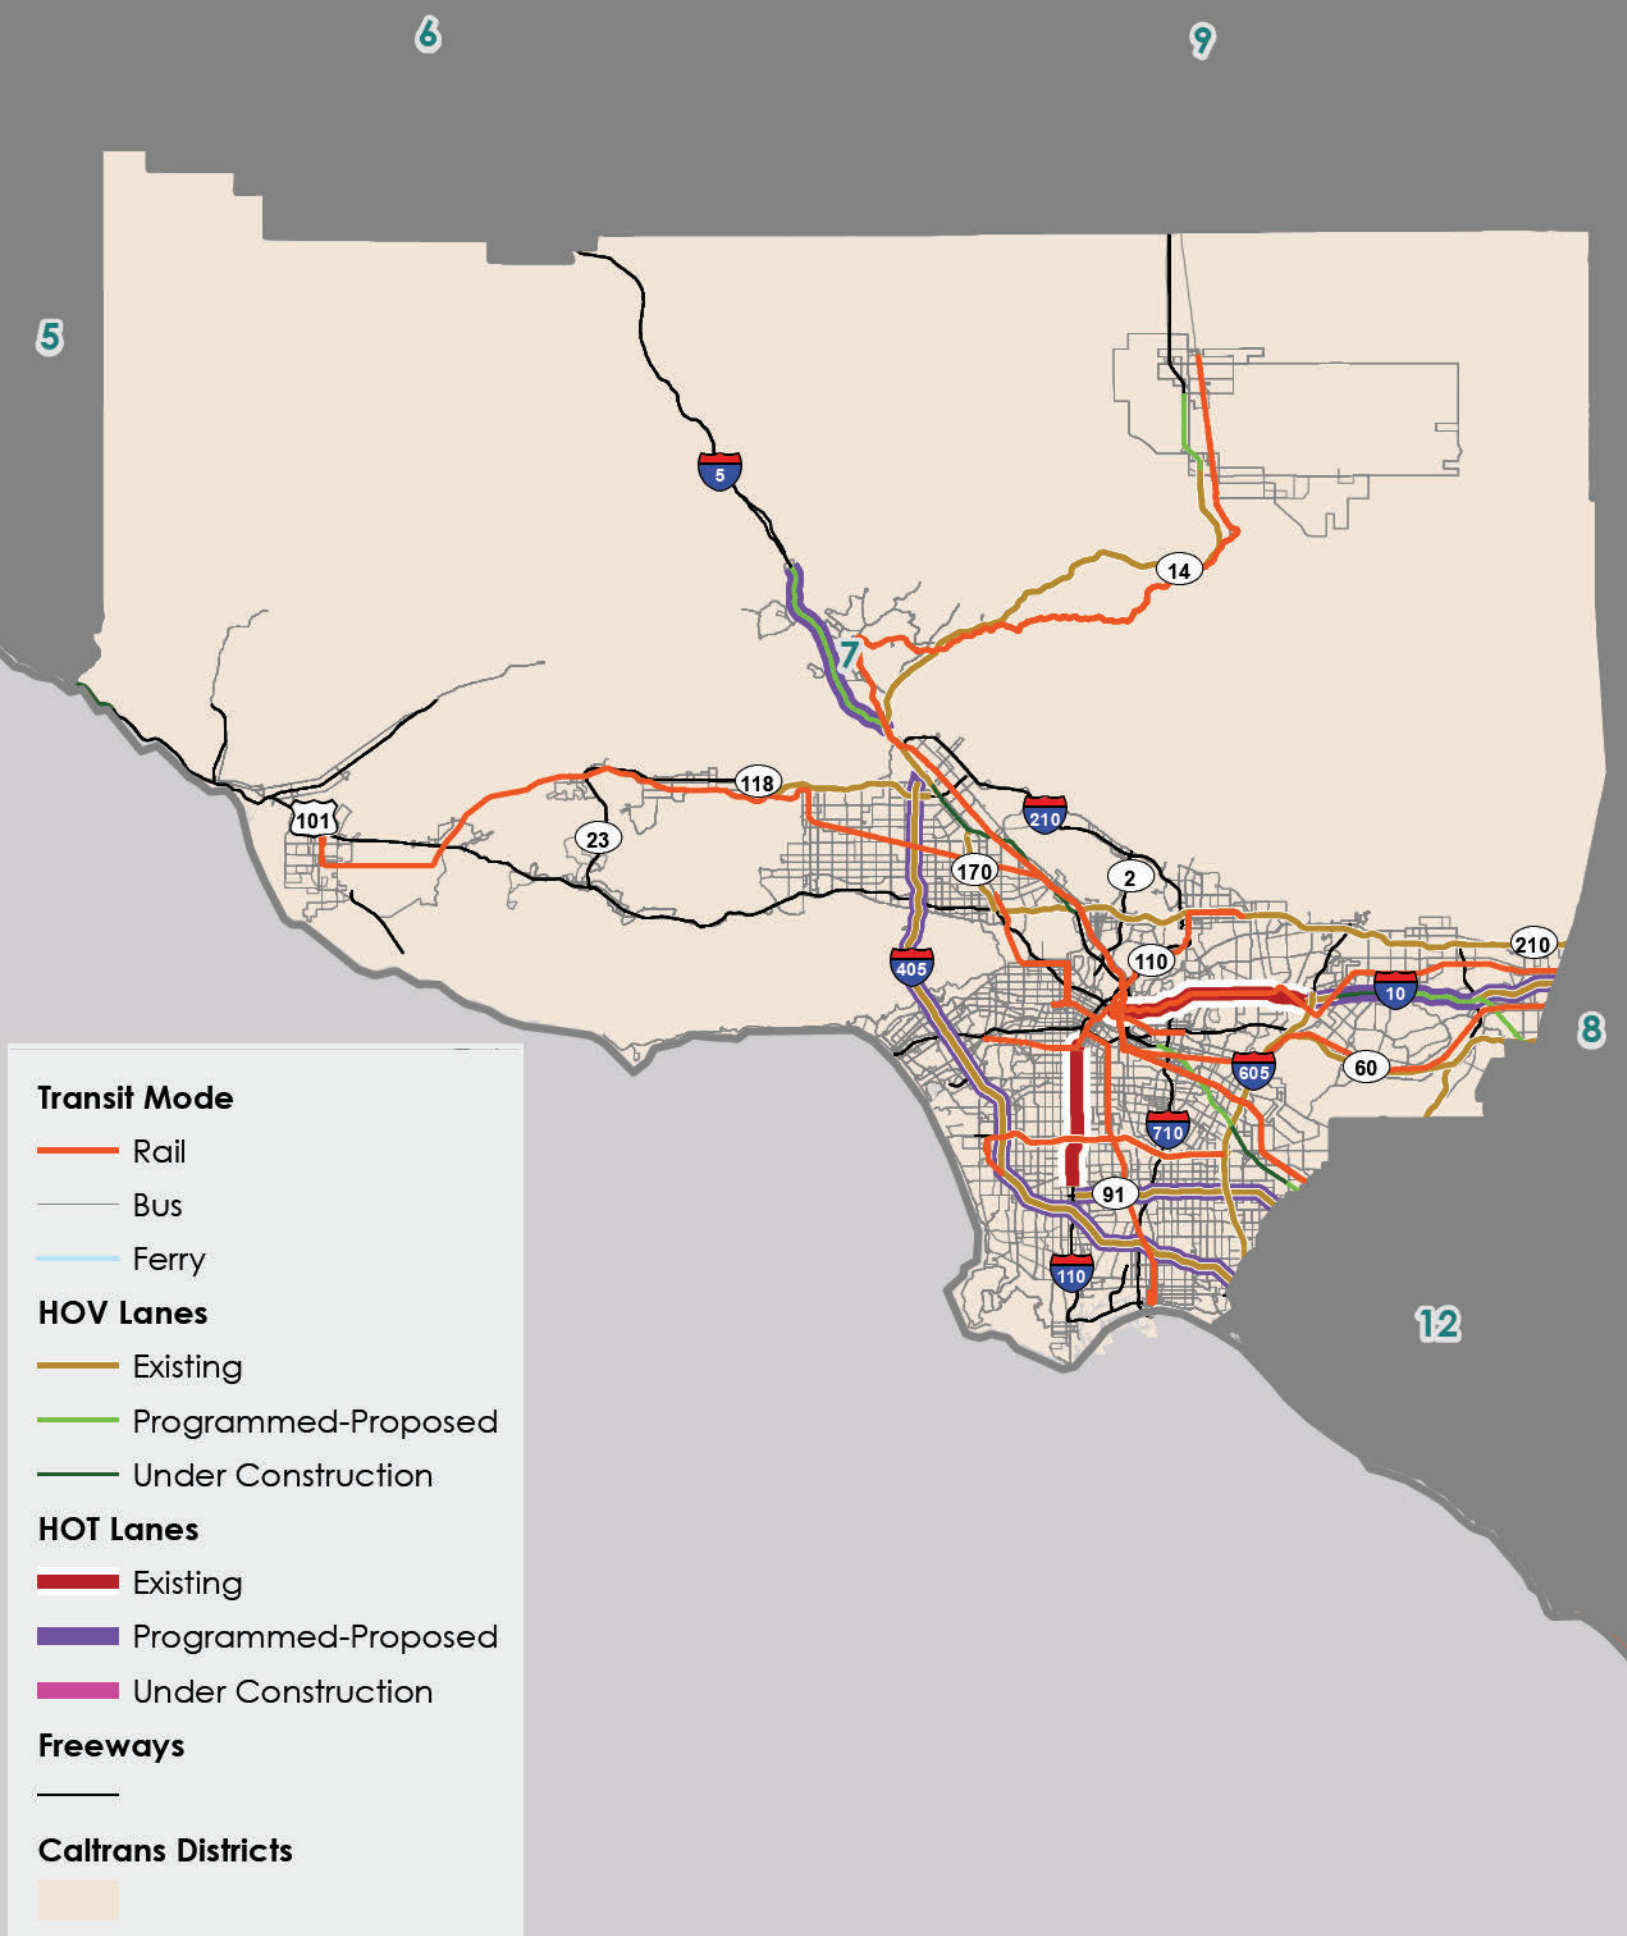 6
9
5
5
14
7
118
101
23
210
170
2
210
405
110
10
8
605
60
710
91
110
12
Transit Mode
Rail
Bus
Ferry
HOV Lanes
Existing
Programmed-Proposed
Under Construction
HOT Lanes
Existing
Programmed-Proposed
Under Construction
Freeways
Caltrans Districts